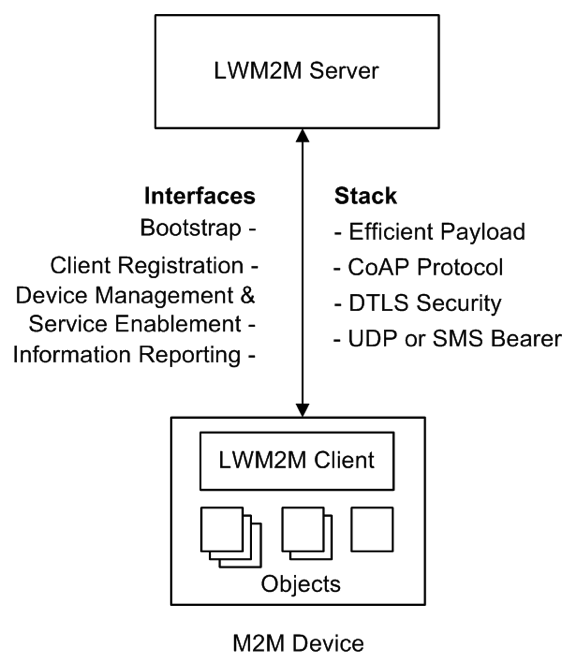 LWM2M Server
Interfaces
Bootstrap -
Client Registration -
Device Management &
Service Enablement -
Information Reporting -
Stack
- Efficient Payload
- CoAP Protocol
- DTLS Security
- UDP or SMS Bearer
LWM2M Client
Objects
M2M Device